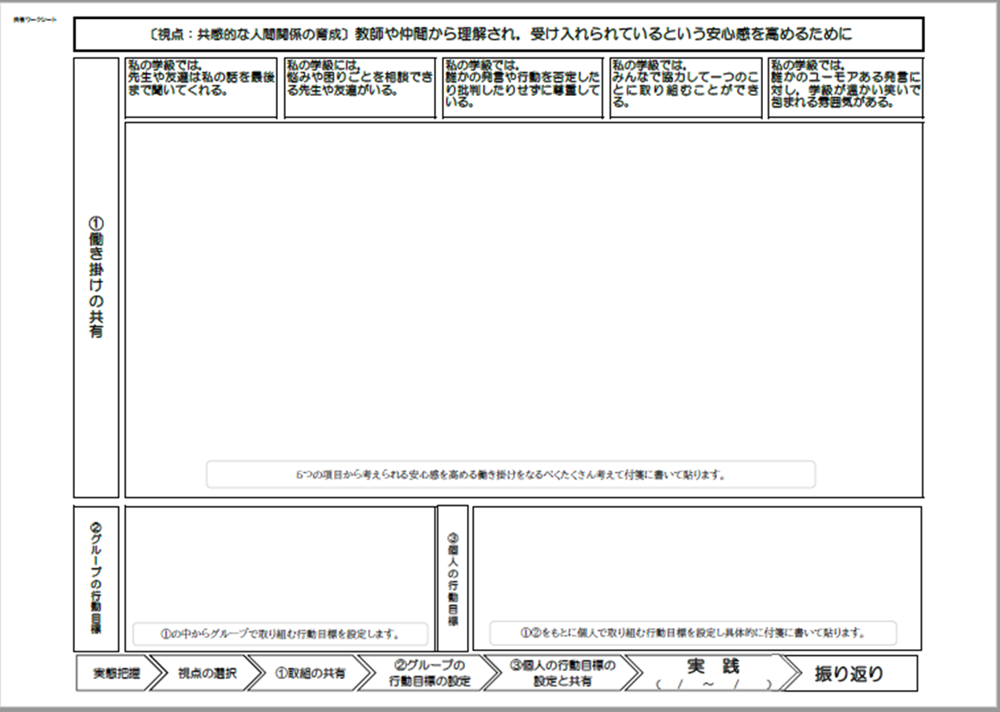 共有ワークシート
〔視点：共感的な人間関係の育成〕教師や仲間から理解され，受け入れられているという安心感を高めるために
私の学級では，
先生や友達は私の話を最後
まで聞いてくれる。
私の学級には，
悩みや困りごとを相談でき
る先生や友達がいる。
私の学級では，
誰かの発言や行動を否定した
り批判したりせずに尊重して
いる。
私の学級では，
みんなで協力して一つのこ
とに取り組むことができ
る。
私の学級では，
誰かのユーモアある発言に
対し，学級が温かい笑いで
包まれる雰囲気がある。
①働き掛けの共有
5つの項目から考えられる安心感を高める働き掛けをなるべくたくさん考えて付箋に書いて貼ります。
②グループの行動目標
①の中からグループで取り組む行動目標を設定します。
③個人の行動目標
①②をもとに個人で取り組む行動目標を設定し具体的に付箋に書いて貼ります。
実態把握
視点の選択
①取組の共有
②グループの
行動目標の設定
③個人の行動目標の
設定と共有
実　践
（　/　～　/　）
振り返り